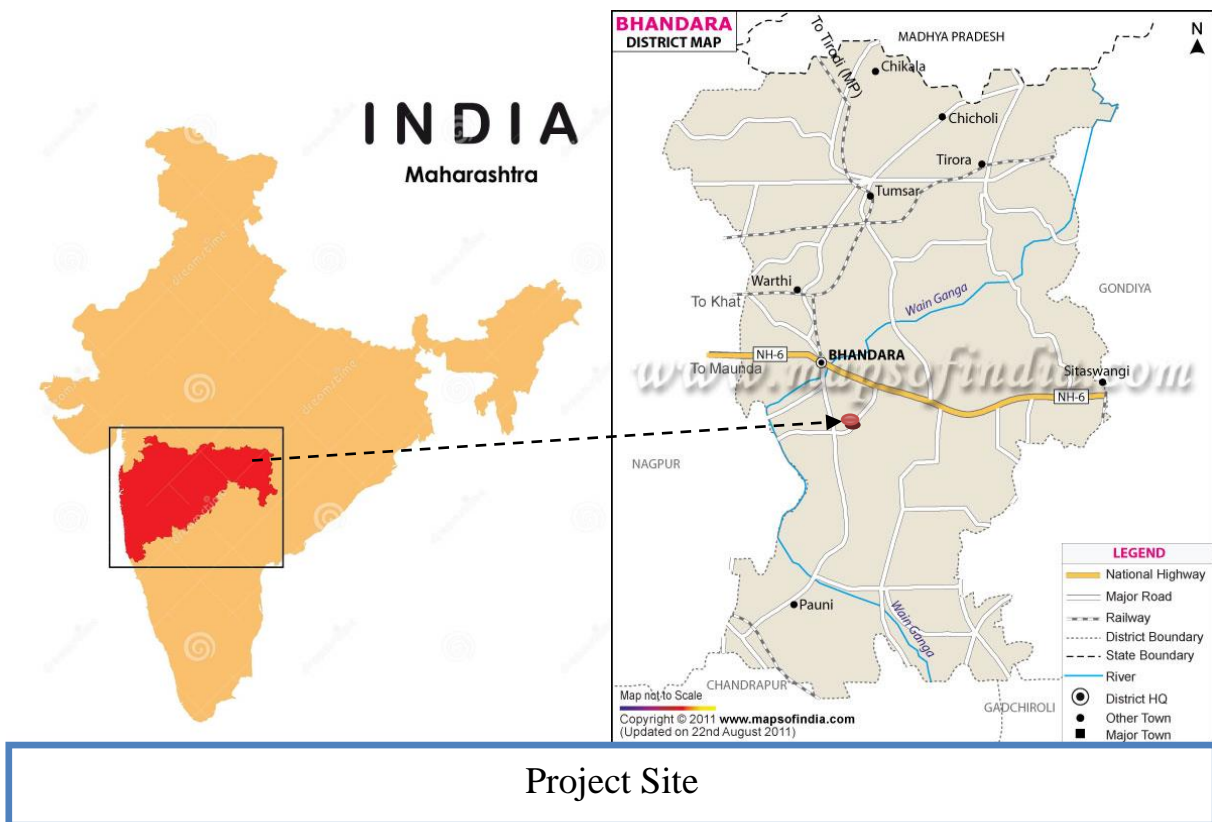 INDIA
Maharashtra
BHANDARA
DISTRICT MAP
To Tirodi (MP)
MADHYA PRADESH
N
Chikala
Chicholi
Tirora
Tumsar
Warthi
To Khat
Wain Ganga
GONDIYA
NH-6
BHANDARA
To Maunda
www.mapsofindia.com
Sitaswangi
NH-6
NAGPUR
Pauni
Wain Ganga
CHANDRAPUR
GADCHIROLI
Map not to Scale
Copyright © 2011 www.mapsofindia.com
(Updated on 22nd August 2011)
LEGEND
National Highway
Major Road
Railway
District Boundary
State Boundary
River
District HQ
Other Town
Major Town
Project Site